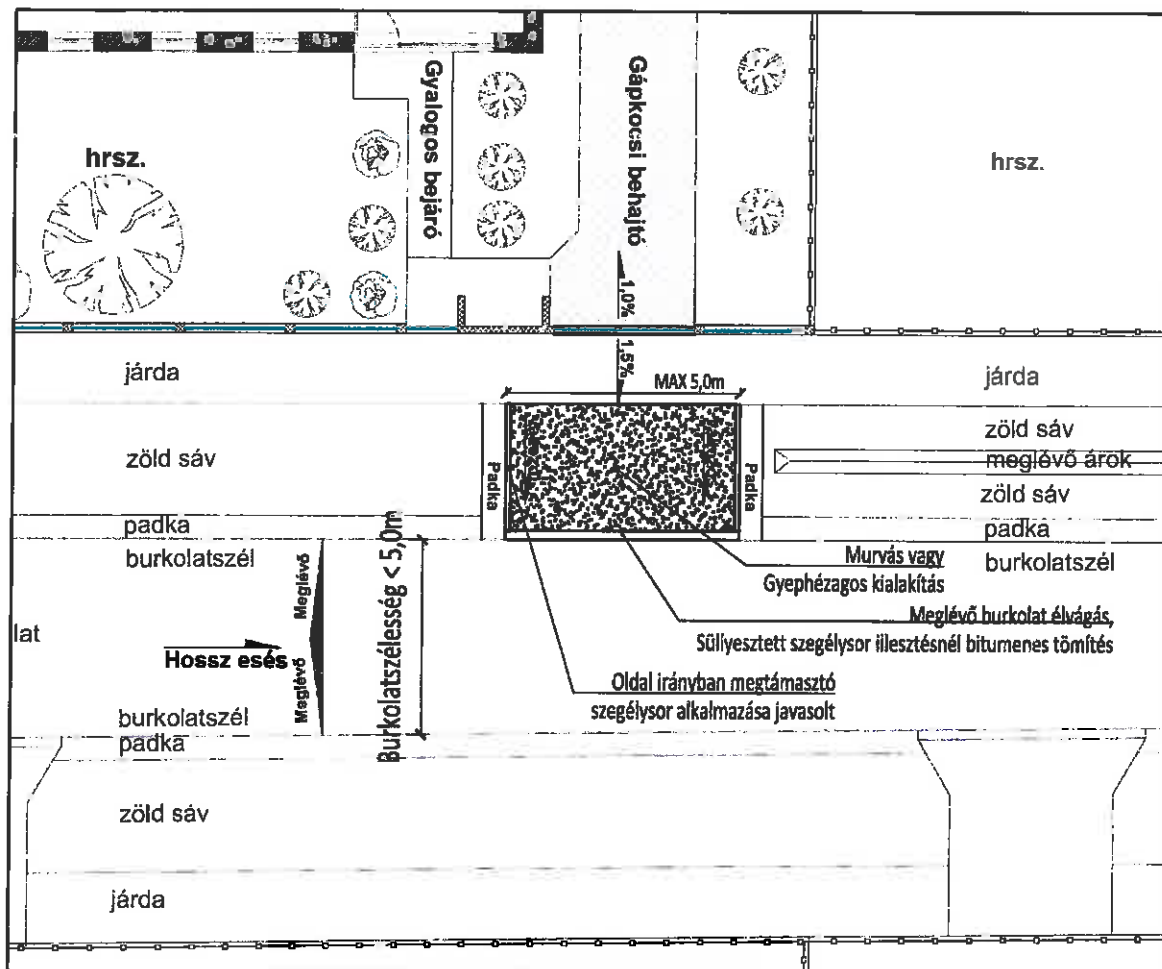 Gyalogos bejáró
Gápkocsi behajtó
hrsz.
hrsz.
1,0%
1,5%
járda
MAX 5,0m
járda
zöld sáv
zöld sáv
meglévő árok
Padka
Padka
zöld sáv
padka
padka
burkolatszél
burkolatszél
Murvás vagy
Gyephézagos kialakítás
Meglévő
Burkolatszélesség < 5,0m
Meglévő burkolat élvágás,
Süllyesztett szegélysor illesztésnél bitumenes tömítés
lat
Hossz esés
Meglévő
Oldal irányban megtámasztó
szegélysor alkalmazása javasolt
burkolatszél
padka
zöld sáv
járda